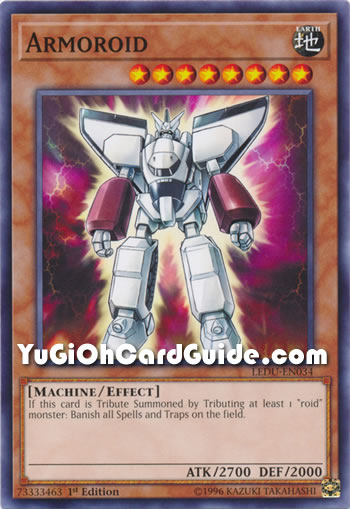 ARMOROID
EARTH
地
YuGiOhCardGuide.com
LEDU-EN034
[MACHINE/EFFECT]
If this card is Tribute Summoned by Tributing at least 1 "roid"
monster: Banish all Spells and Traps on the field.
ATK/2700 DEF/2000
73333463 1st Edition ©1996 KAZUKI TAKAHASHI